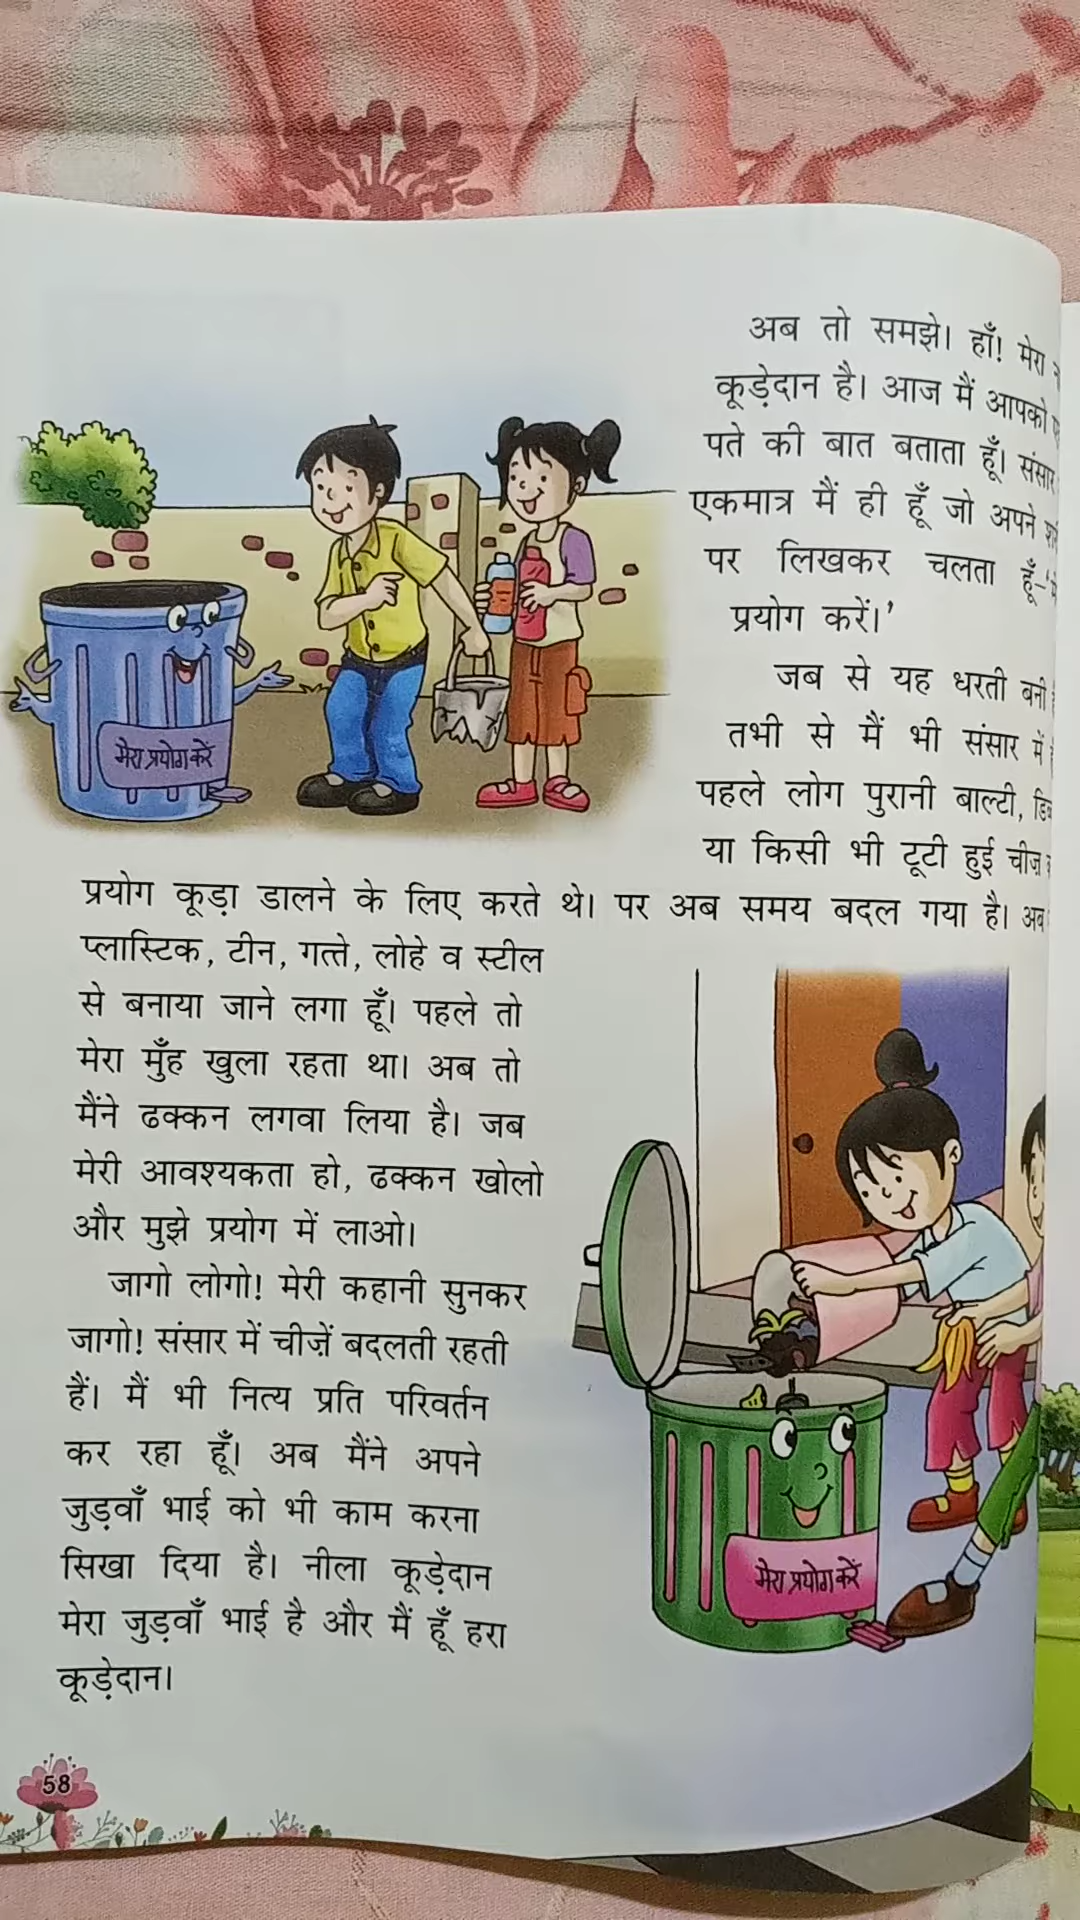 अब तो समझे। हाँ! मेरा
कूड़ेदान है। आज मैं आपको
पते की बात बताता हूँ। संसार
एकमात्र मैं ही हूँ जो अपने
पर लिखकर चलता हूँ–'
प्रयोग करें।'
जब से यह धरती बनी
तभी से मैं भी संसार में
पहले लोग पुरानी बाल्टी,
या किसी भी टूटी हुई चीज़
प्रयोग कूड़ा डालने के लिए करते थे। पर अब समय बदल गया है। अब
प्लास्टिक, टीन, गत्ते, लोहे व स्टील
से बनाया जाने लगा हूँ। पहले तो
मेरा मुँह खुला रहता था। अब तो
मैंने ढक्कन लगवा लिया है। जब
मेरी आवश्यकता हो, ढक्कन खोलो
और मुझे प्रयोग में लाओ।
जागो लोगो! मेरी कहानी सुनकर
जागो! संसार में चीज़ें बदलती रहती
हैं। मैं भी नित्य प्रति परिवर्तन
कर रहा हूँ। अब मैंने अपने
जुड़वाँ भाई को भी काम करना
सिखा दिया है। नीला कूड़ेदान
मेरा जुड़वाँ भाई है और मैं हूँ हरा
कूड़ेदान।
मेरा प्रयोग करें
मेरा प्रयोग करें
58